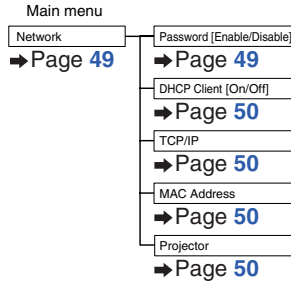 Main menu
Network
➡Page 49
Password [Enable/Disable]
➡Page 49
DHCP Client [On/Off]
➡Page 50
TCP/IP
➡Page 50
MAC Address
➡Page 50
Projector
➡Page 50